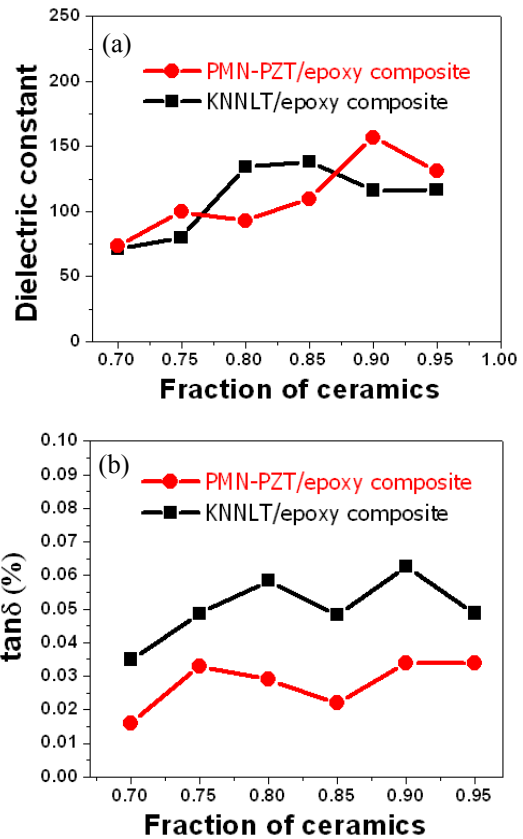 250
(a)
PMN-PZT/epoxy composite
KNNLT/epoxy composite
200
150
100
50
0
Dielectric constant
0.70 0.75 0.80 0.85 0.90 0.95 1.00
Fraction of ceramics
0.10
(b)
PMN-PZT/epoxy composite
KNNLT/epoxy composite
0.09
0.08
0.07
0.06
0.05
0.04
0.03
0.02
0.01
0.00
tanδ (%)
0.70 0.75 0.80 0.85 0.90 0.95
Fraction of ceramics